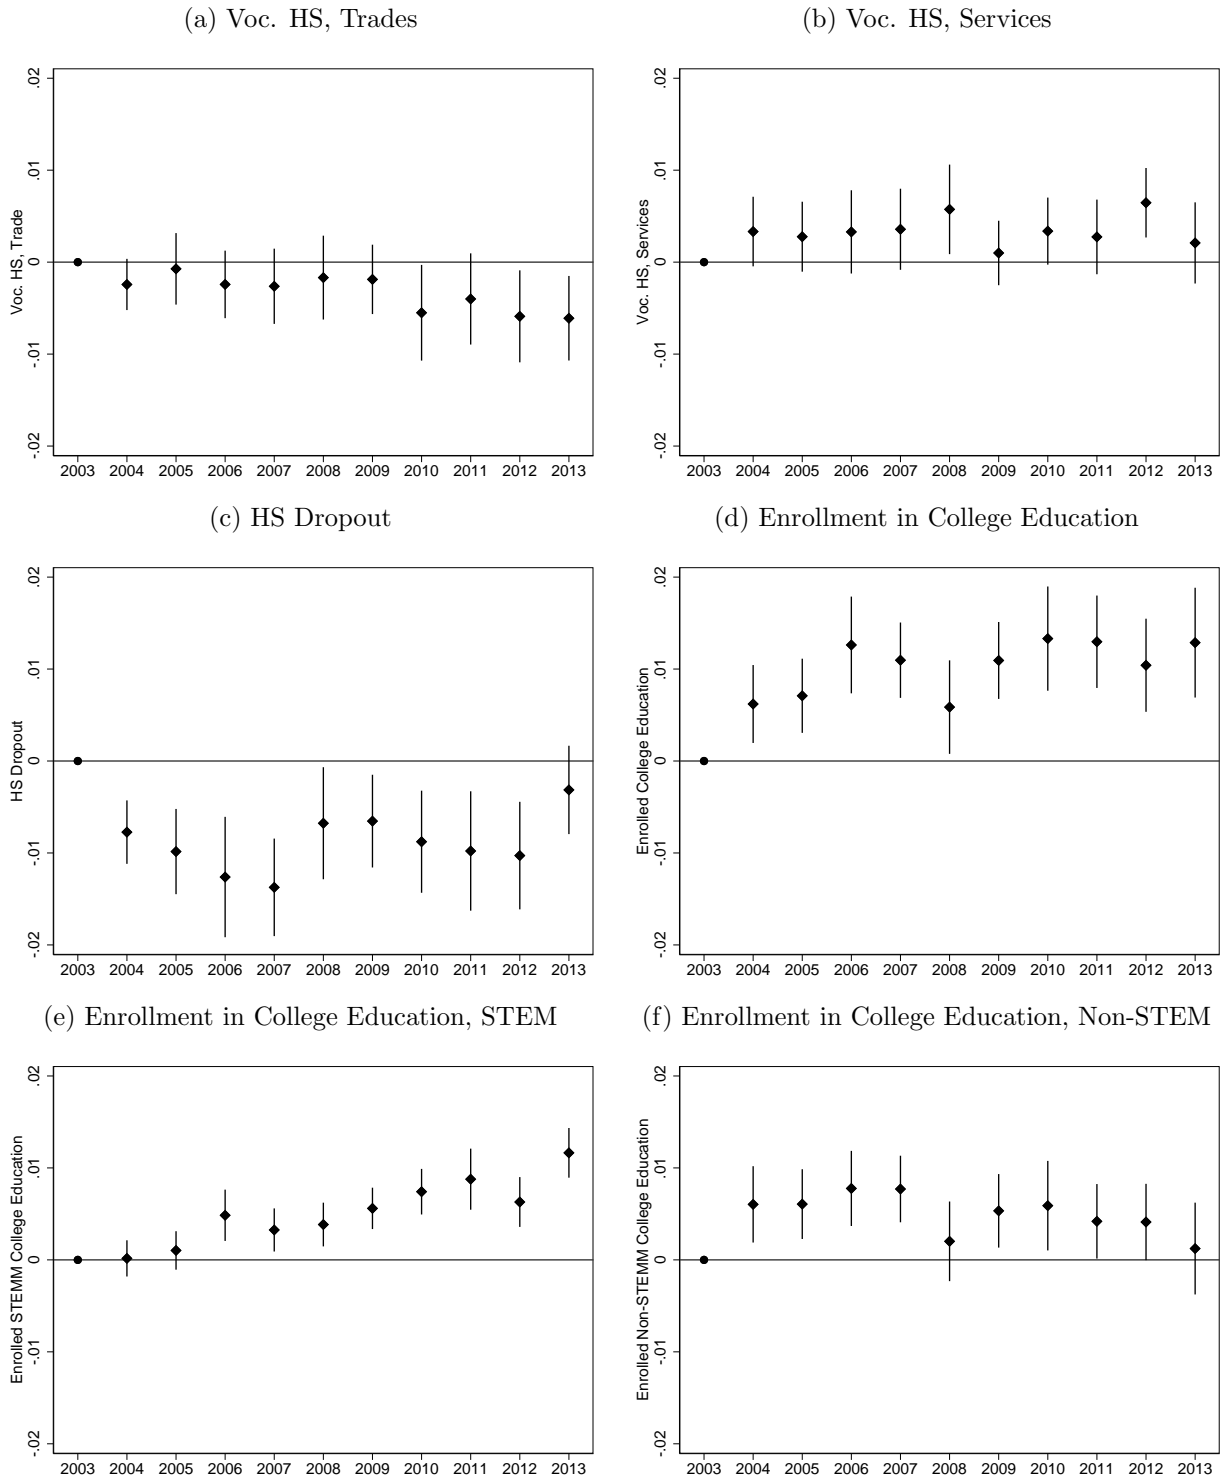 (a) Voc. HS, Trades
(b) Voc. HS, Services
Voc. HS, Trade
.02
.01
0
-.01
-.02
2003 2004 2005 2006 2007 2008 2009 2010 2011 2012 2013
Voc. HS, Services
.02
.01
0
-.01
-.02
2003 2004 2005 2006 2007 2008 2009 2010 2011 2012 2013
(c) HS Dropout
(d) Enrollment in College Education
HS Dropout
.02
.01
0
-.01
-.02
2003 2004 2005 2006 2007 2008 2009 2010 2011 2012 2013
Enrolled College Education
.02
.01
0
-.01
-.02
2003 2004 2005 2006 2007 2008 2009 2010 2011 2012 2013
(e) Enrollment in College Education, STEM
(f) Enrollment in College Education, Non-STEM
Enrolled STEMM College Education
.02
.01
0
-.01
-.02
2003 2004 2005 2006 2007 2008 2009 2010 2011 2012 2013
Enrolled Non-STEMM College Education
.02
.01
0
-.01
-.02
2003 2004 2005 2006 2007 2008 2009 2010 2011 2012 2013